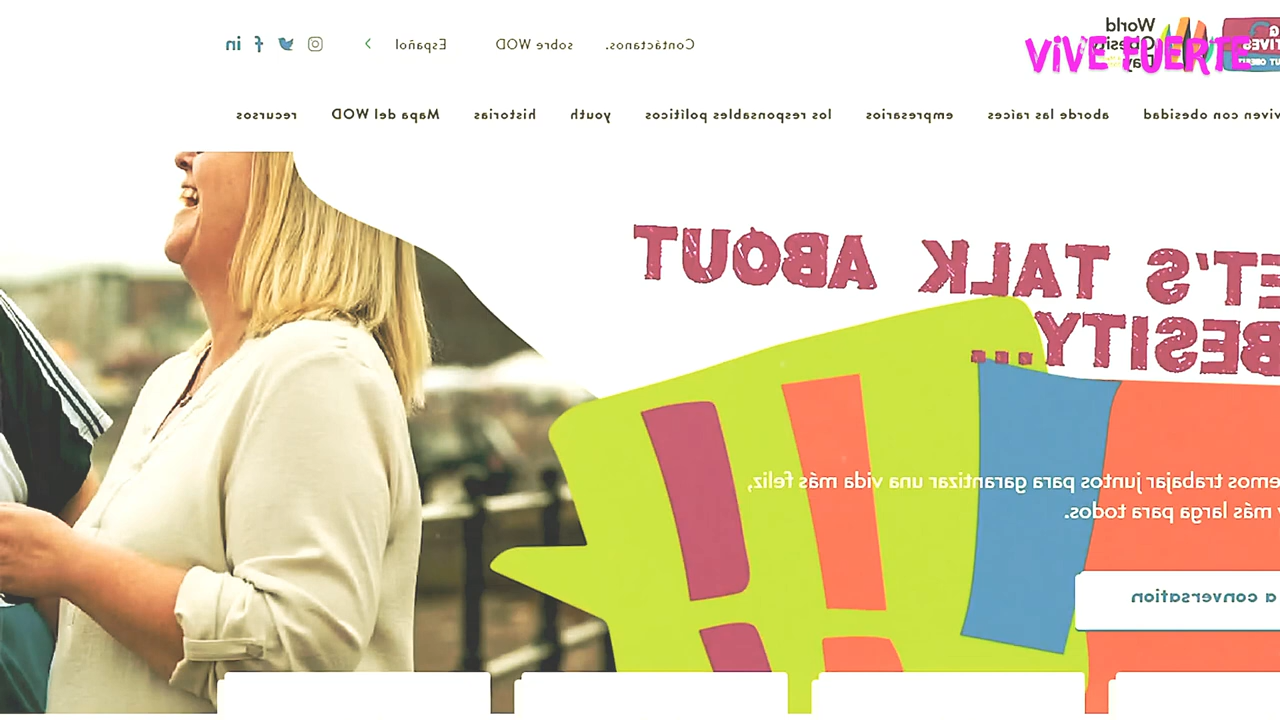 World
Obesity
Day
VIVE FUERTE
Contáctanos. sobre WOD Español
viven con obesidad aborde las raíces empresarios los responsables políticos youth historias Mapa del WOD recursos
LET'S TALK ABOUT
OBESITY...
trabajar juntos para garantizar una vida más feliz,
y más larga para todos.
a conversation